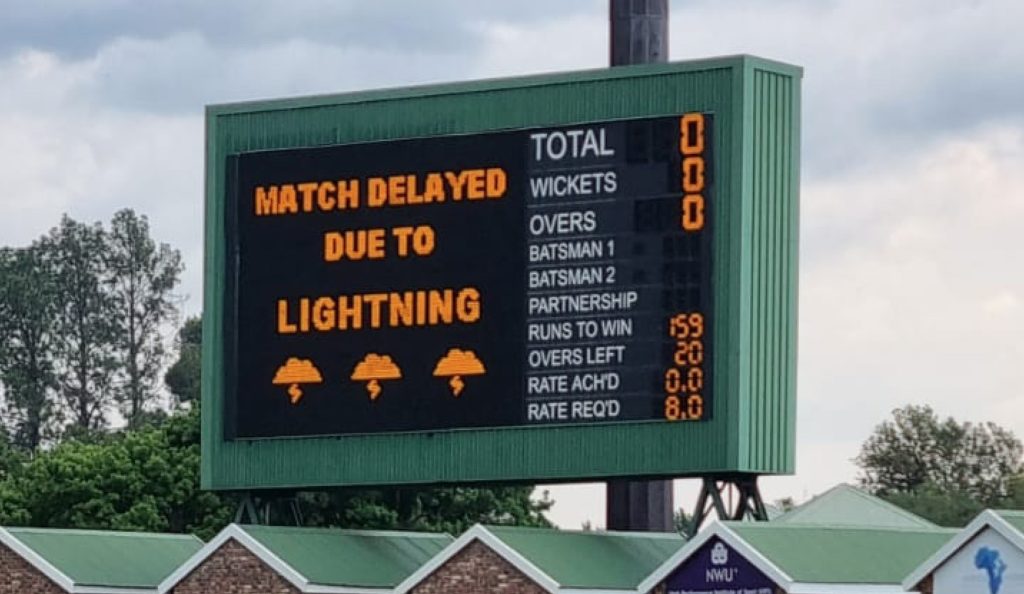 MATCH DELAYED
DUE TO
LIGHTNING
TOTAL 0
WICKETS 0
OVERS 0
BATSMAN 1
BATSMAN 2
PARTNERSHIP
RUNS TO WIN 159
OVERS LEFT 20
RATE ACH'D 0.0
RATE REQ'D 8.0
NWU